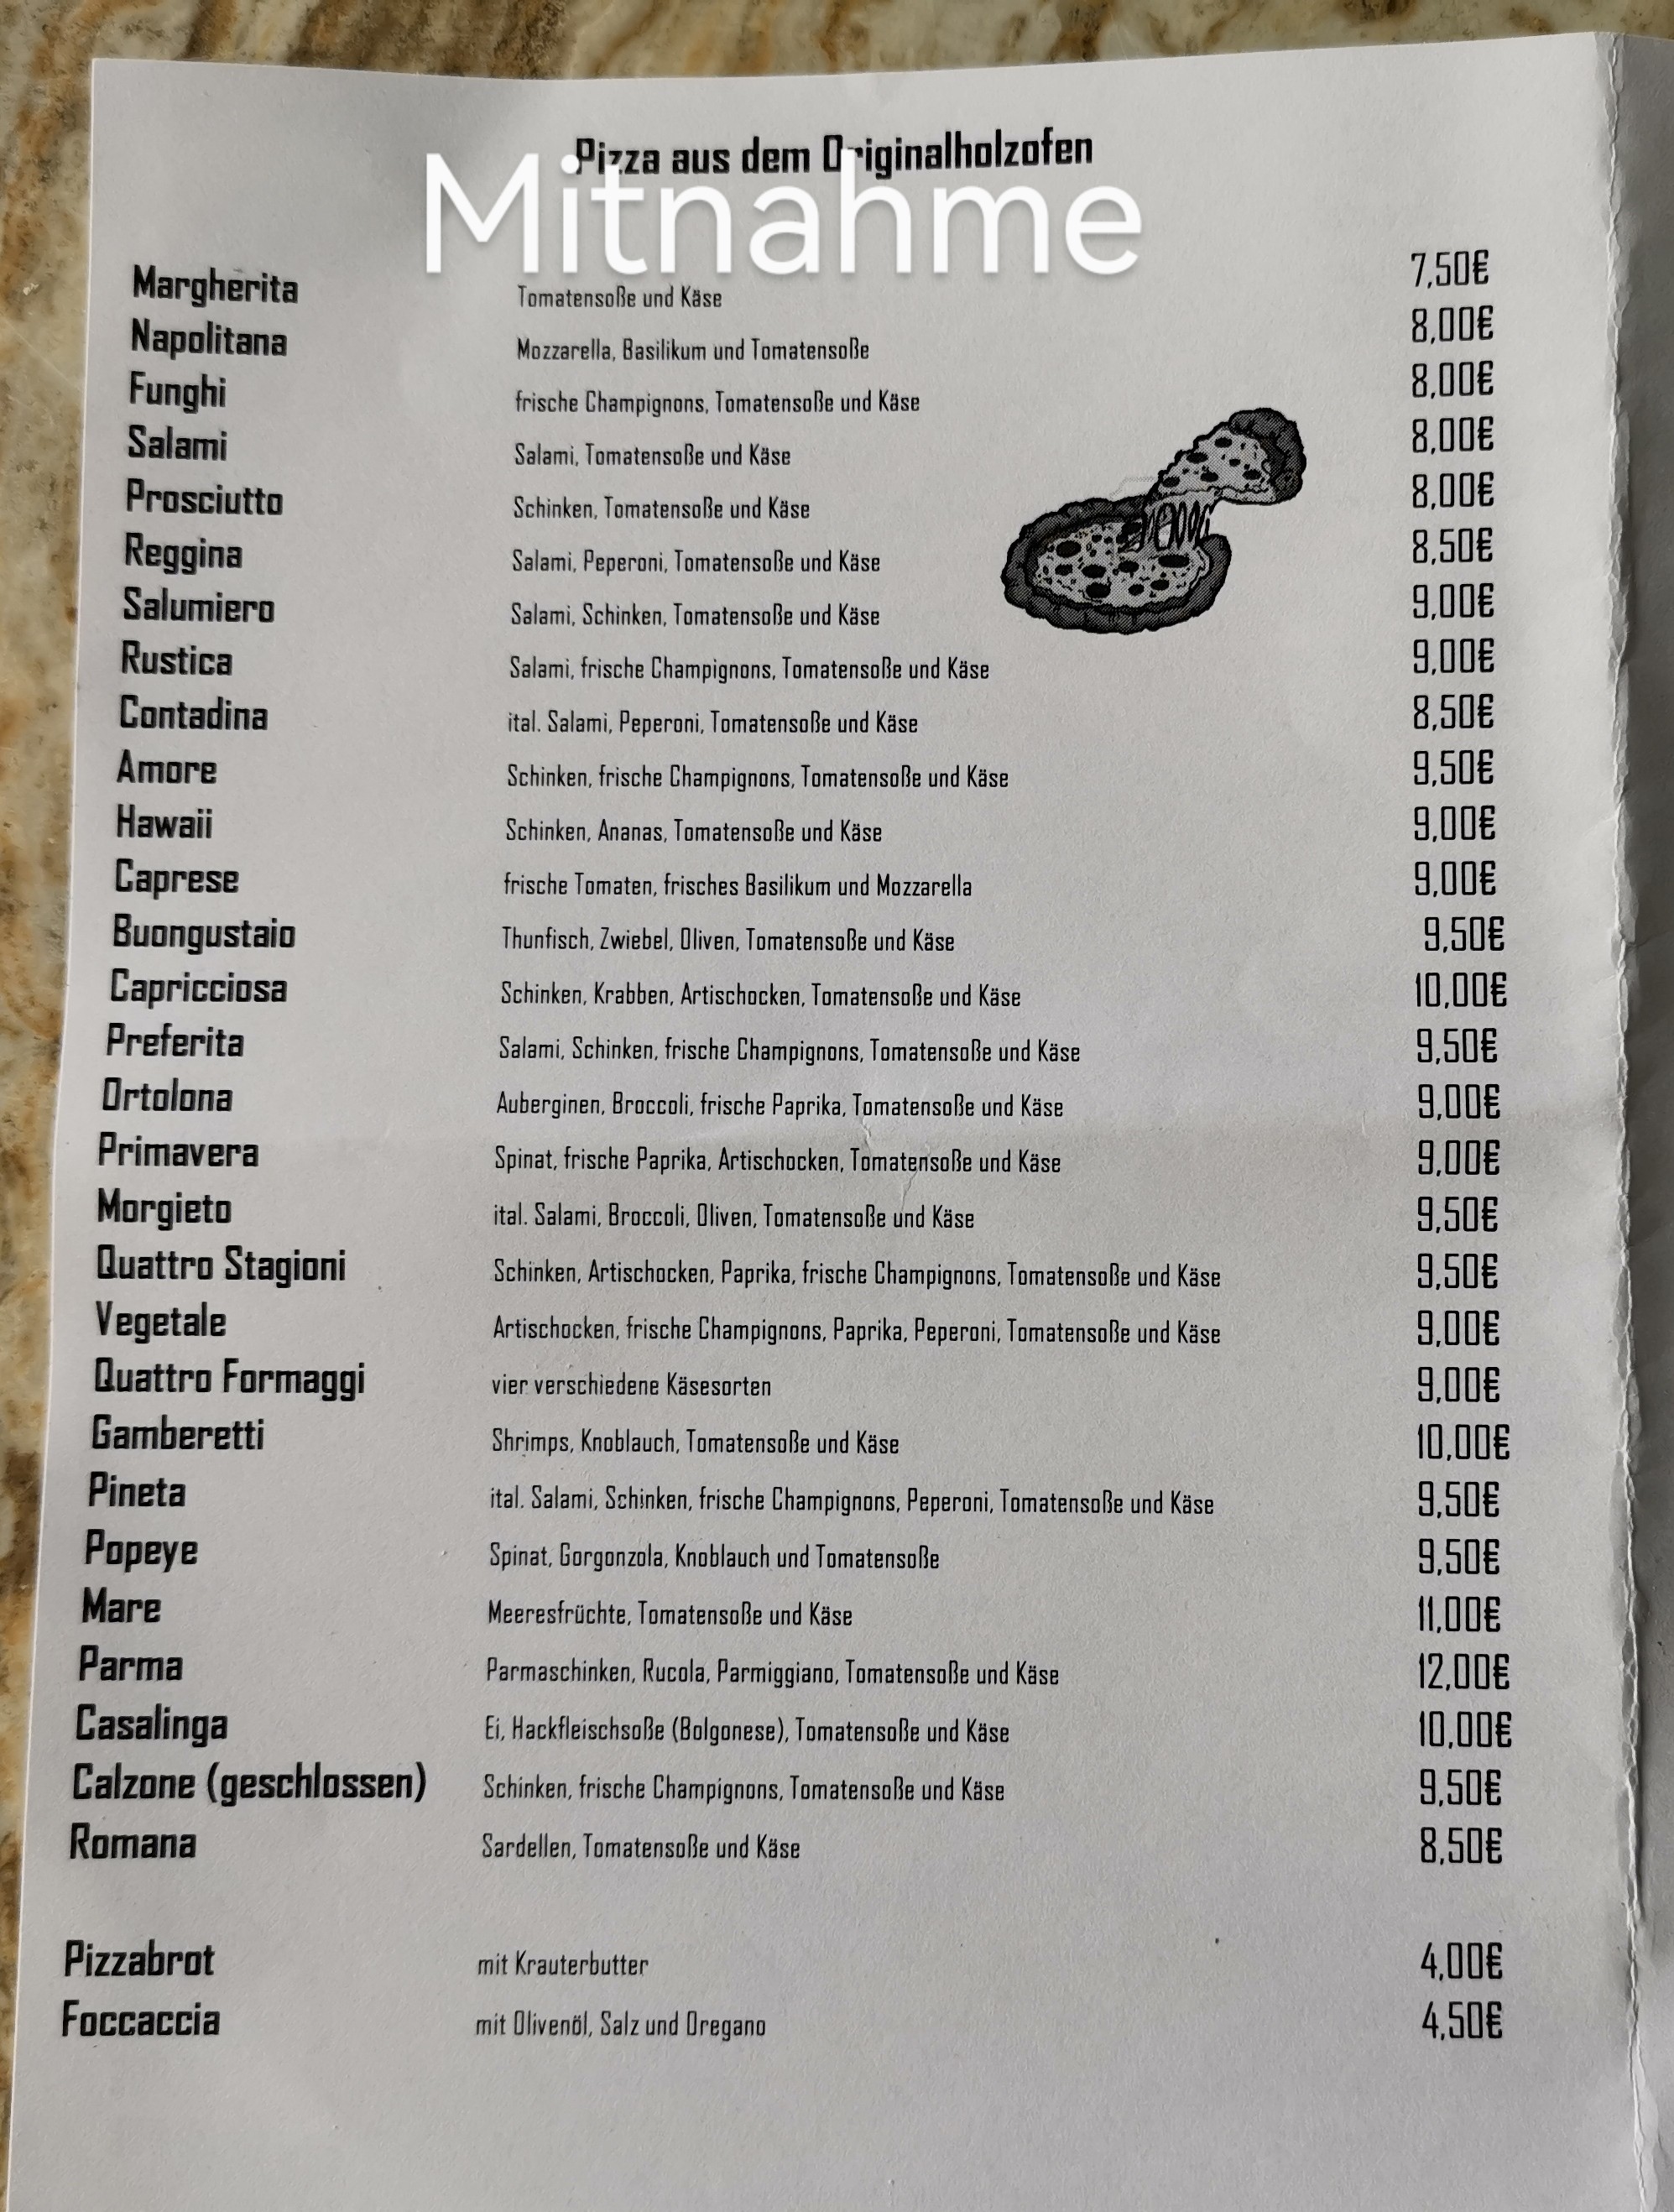 Pizza aus dem Originalholzofen
Mitnahme
Margherita Tomatensoße und Käse 7,50€
Napolitana Mozzarella, Basilikum und Tomatensoße 8,00€
Funghi frische Champignons, Tomatensoße und Käse 8,00€
Salami Salami, Tomatensoße und Käse 8,00€
Prosciutto Schinken, Tomatensoße und Käse 8,00€
Reggina Salami, Peperoni, Tomatensoße und Käse 8,50€
Salumiero Salami, Schinken, Tomatensoße und Käse 9,00€
Rustica Salami, frische Champignons, Tomatensoße und Käse 9,00€
Contadina ital. Salami, Peperoni, Tomatensoße und Käse 8,50€
Amore Schinken, frische Champignons, Tomatensoße und Käse 9,50€
Hawaii Schinken, Ananas, Tomatensoße und Käse 9,00€
Caprese frische Tomaten, frisches Basilikum und Mozzarella 9,00€
Buongustaio Thunfisch, Zwiebel, Oliven, Tomatensoße und Käse 9,50€
Capricciosa Schinken, Krabben, Artischocken, Tomatensoße und Käse 10,00€
Preferita Salami, Schinken, frische Champignons, Tomatensoße und Käse 9,50€
Ortolona Auberginen, Broccoli, frische Paprika, Tomatensoße und Käse 9,00€
Primavera Spinat, frische Paprika, Artischocken, Tomatensoße und Käse 9,00€
Morgieto ital. Salami, Broccoli, Oliven, Tomatensoße und Käse 9,50€
Quattro Stagioni Schinken, Artischocken, Paprika, frische Champignons, Tomatensoße und Käse 9,50€
Vegetale Artischocken, frische Champignons, Paprika, Peperoni, Tomatensoße und Käse 9,00€
Quattro Formaggi vier verschiedene Käsesorten 9,00€
Gamberetti Shrimps, Knoblauch, Tomatensoße und Käse 10,00€
Pineta ital. Salami, Schinken, frische Champignons, Peperoni, Tomatensoße und Käse 9,50€
Popeye Spinat, Gorgonzola, Knoblauch und Tomatensoße 9,50€
Mare Meeresfrüchte, Tomatensoße und Käse 11,00€
Parma Parmaschinken, Rucola, Parmiggiano, Tomatensoße und Käse 12,00€
Casalinga Ei, Hackfleischsoße (Bolgonese), Tomatensoße und Käse 10,00€
Calzone (geschlossen) Schinken, frische Champignons, Tomatensoße und Käse 9,50€
Romana Sardellen, Tomatensoße und Käse 8,50€
Pizzabrot mit Krauterbutter 4,00€
Foccaccia mit Olivenöl, Salz und Oregano 4,50€